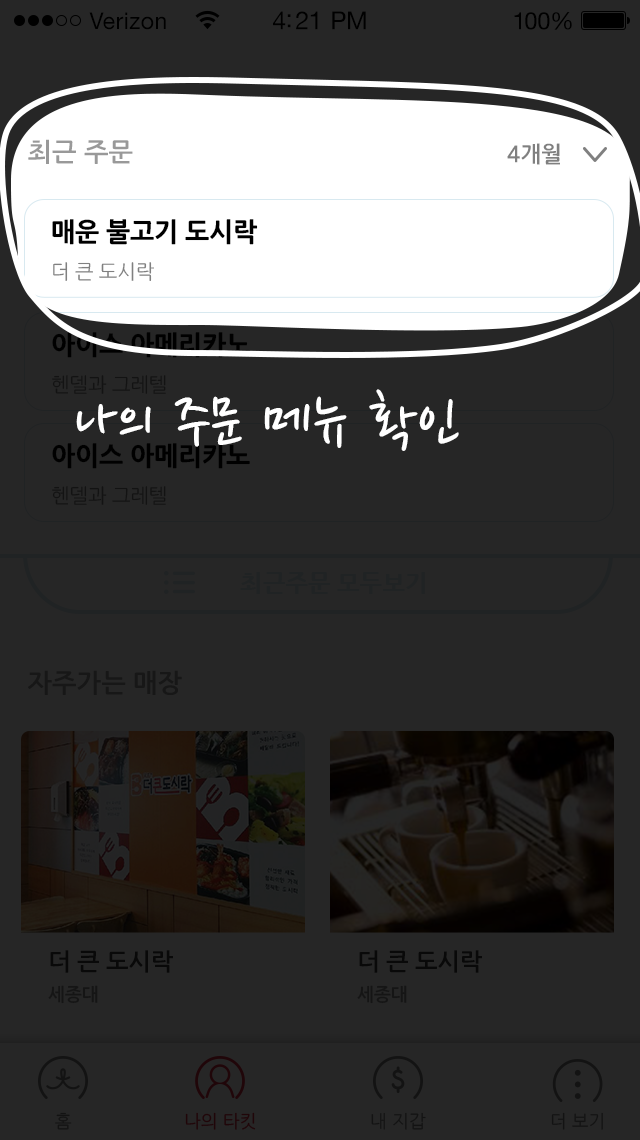 Verizon 4:21 PM 100%
최근 주문 4개월
매운 불고기 도시락
더 큰 도시락
아이스 아메리카노
헨델과 그레텔
나의 주문 메뉴 확인
아이스 아메리카노
헨델과 그레텔
최근주문 모두보기
자주가는 매장
더큰도시락
더 큰 도시락 더 큰 도시락
세종대 세종대
홈 나의 타킷 내 지갑 더 보기